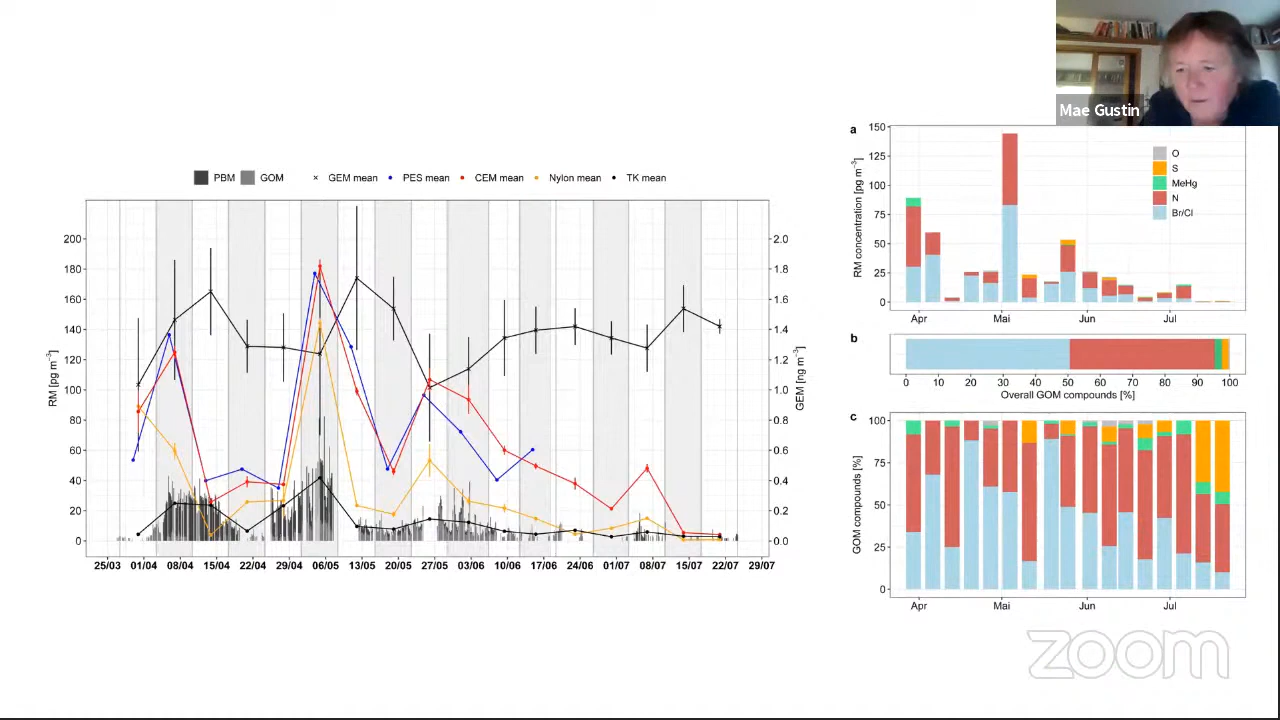 Mae Gustin
PBM GOM GEM mean PES mean CEM mean Nylon mean TK mean
RM [pg m⁻³]
200
180
160
140
120
100
80
60
40
20
0
GEM [ng m⁻³]
2.0
1.8
1.6
1.4
1.2
1.0
0.8
0.6
0.4
0.2
0.0
25/03 01/04 08/04 15/04 22/04 29/04 06/05 13/05 20/05 27/05 03/06 10/06 17/06 24/06 01/07 08/07 15/07 22/07 29/07
a
RM concentration [pg m⁻³]
150
125
100
75
50
25
0
O
S
MeHg
N
Br/Cl
Apr Mai Jun Jul
b
0 10 20 30 40 50 60 70 80 90 100
Overall GOM compounds [%]
c
GOM compounds [%]
100
75
50
25
0
Apr Mai Jun Jul
zoom